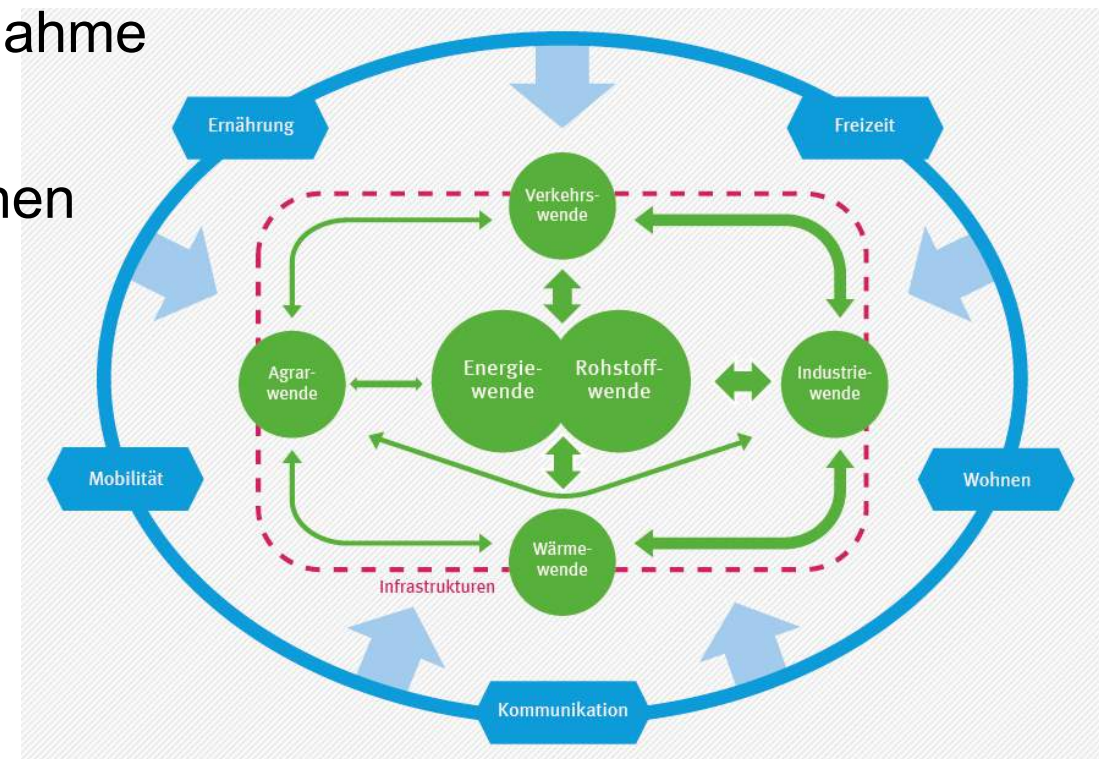 ahme
Ernährung
Freizeit
nen
Verkehrs-
wende
Energie-
wende
Rohstoff-
wende
Agrar-
wende
Industrie-
wende
Mobilität
Wohnen
Wärme-
wende
Infrastrukturen
Kommunikation